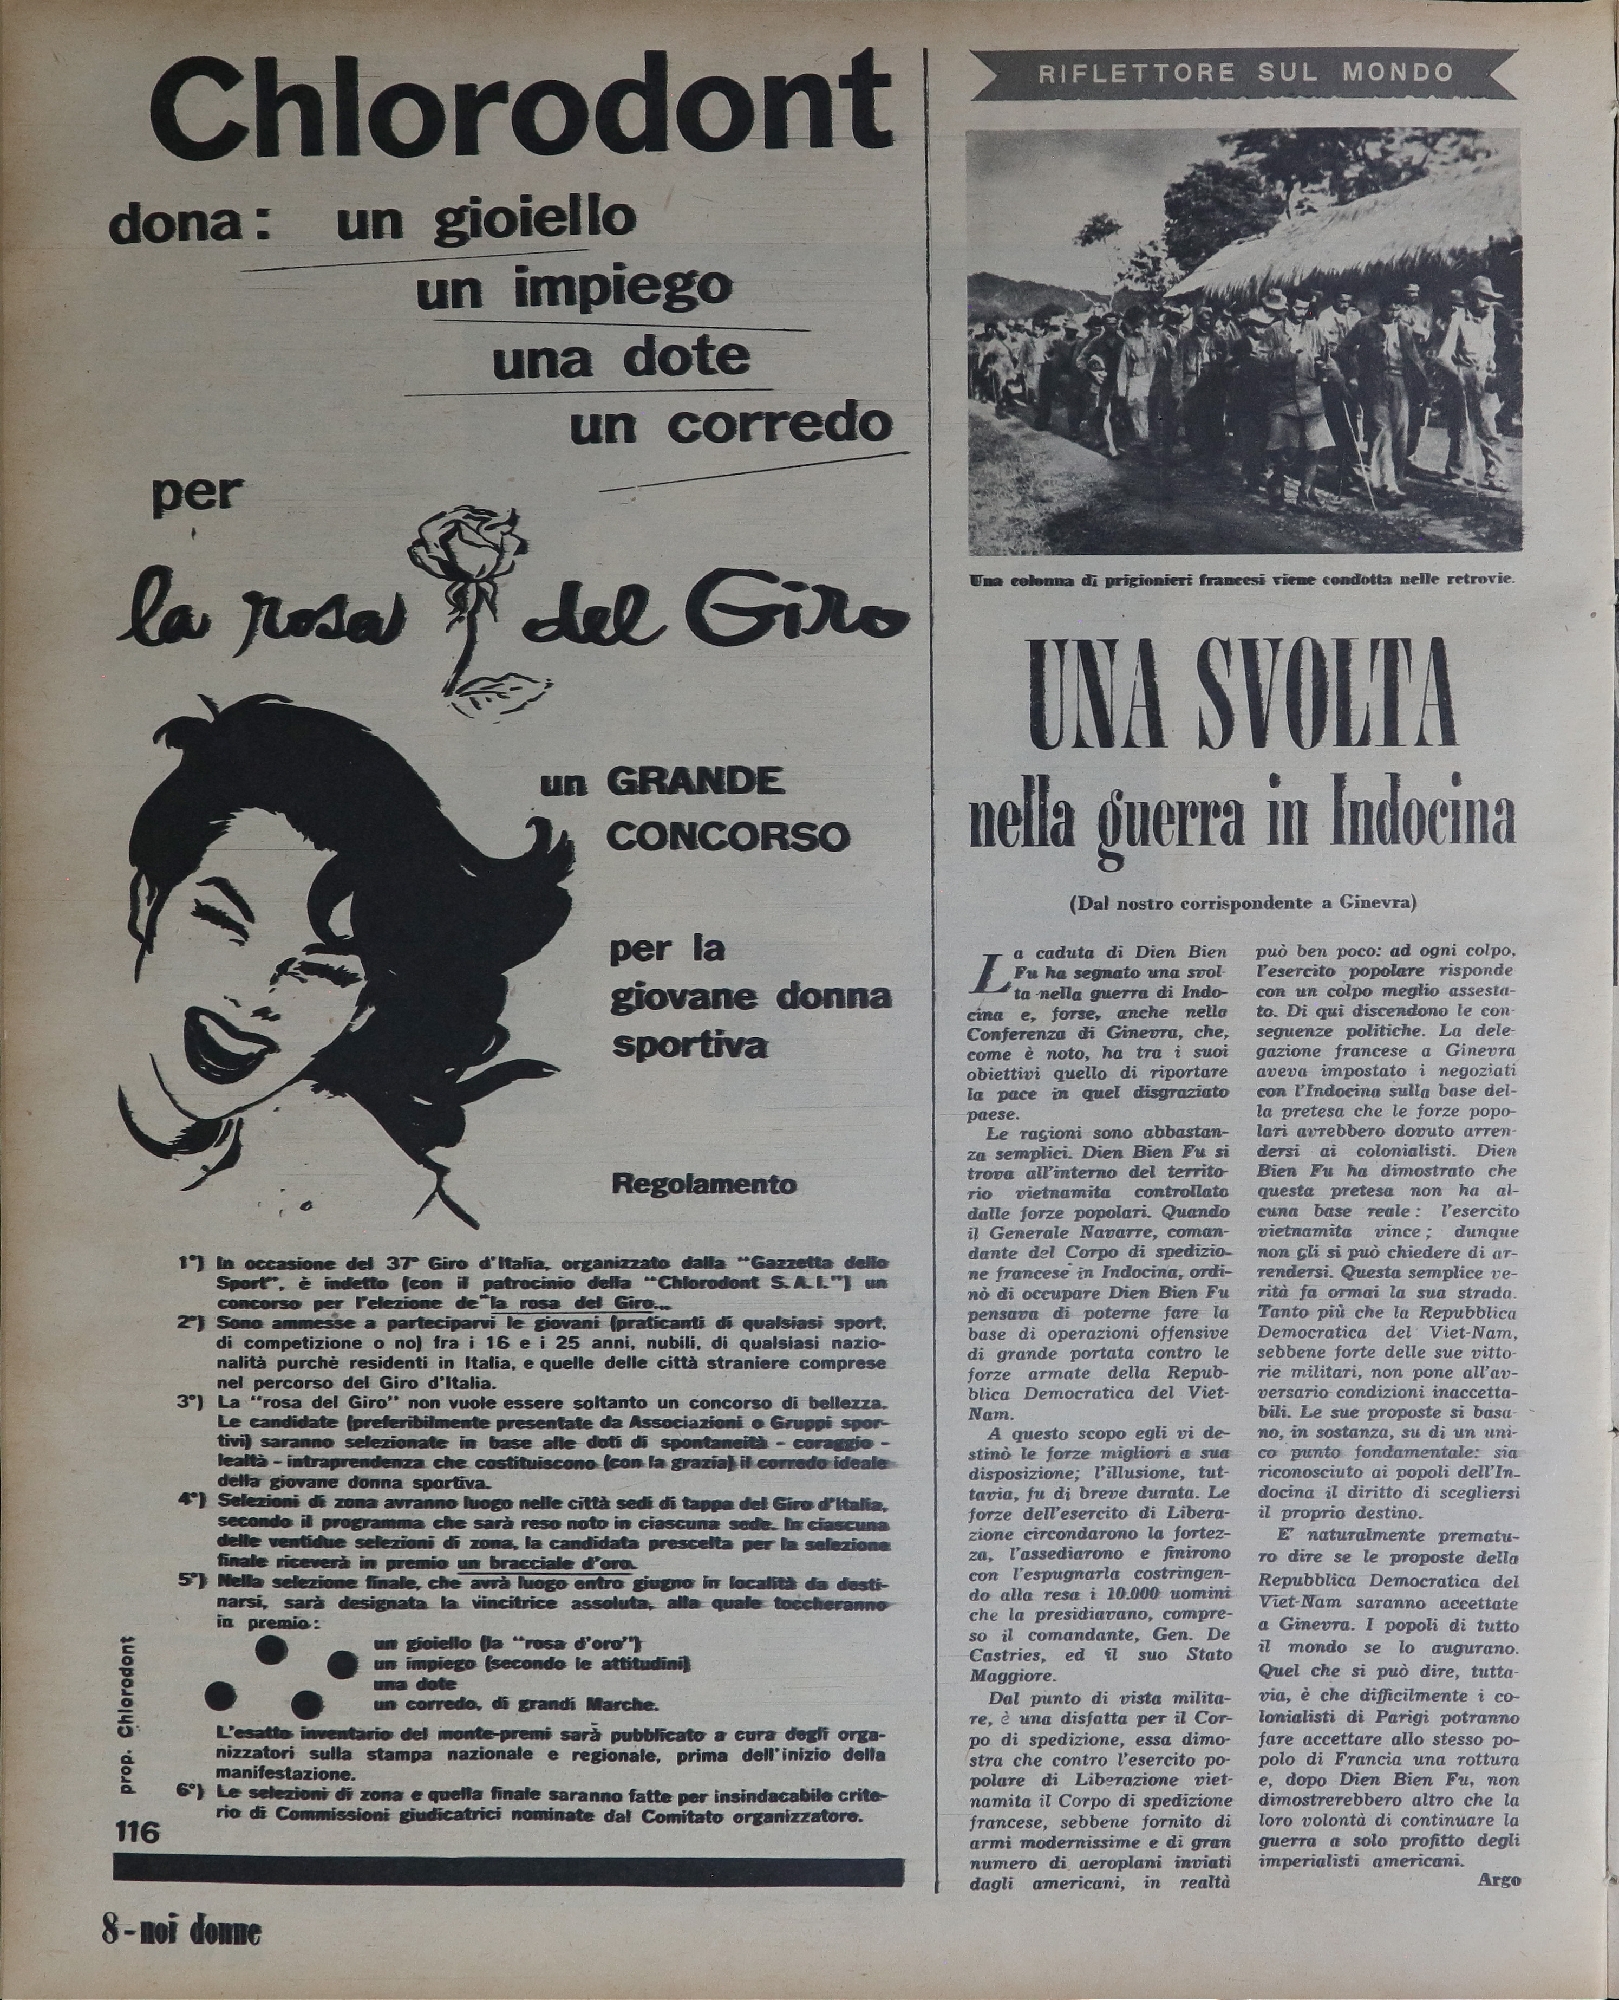 Chlorodont
dona: un gioiello
un impiego
una dote
un corredo
per
la rosa del Giro
un GRANDE
CONCORSO
per la
giovane donna
sportiva
Regolamento
1°) In occasione del 37° Giro d'Italia, organizzato dalla "Gazzetta dello
Sport", è indetto (con il patrocinio della "Chlorodont S.A.I.") un
concorso per l'elezione de "la rosa del Giro„.
2°) Sono ammesse a parteciparvi le giovani (praticanti di qualsiasi sport,
di competizione o no) fra i 16 e i 25 anni, nubili, di qualsiasi nazio-
nalità purchè residenti in Italia, e quelle delle città straniere comprese
nel percorso del Giro d'Italia.
3°) La "rosa del Giro" non vuole essere soltanto un concorso di bellezza.
Le candidate (preferibilmente presentate da Associazioni o Gruppi spor-
tivi) saranno selezionate in base alle doti di spontaneità - coraggio -
lealtà - intraprendenza che costituiscono (con la grazia) il corredo ideale
della giovane donna sportiva.
4°) Selezioni di zona avranno luogo nelle città sedi di tappa del Giro d'Italia,
secondo il programma che sarà reso noto in ciascuna sede. In ciascuna
delle ventidue selezioni di zona, la candidata prescelta per la selezione
finale riceverà in premio un bracciale d'oro.
5°) Nella selezione finale, che avrà luogo entro giugno in località da desti-
narsi, sarà designata la vincitrice assoluta, alla quale toccheranno
in premio:
un gioiello (la "rosa d'oro")
un impiego (secondo le attitudini)
una dote
un corredo, di grandi Marche.
L'esatto inventario del monte-premi sarà pubblicato a cura degli orga-
nizzatori sulla stampa nazionale e regionale, prima dell'inizio della
manifestazione.
6°) Le selezioni di zona e quella finale saranno fatte per insindacabile crite-
rio di Commissioni giudicatrici nominate dal Comitato organizzatore.
prop. Chlorodont
116
8 - noi donne
RIFLETTORE SUL MONDO
Una colonna di prigionieri francesi viene condotta nelle retrovie.
UNA SVOLTA
nella guerra in Indocina
(Dal nostro corrispondente a Ginevra)
La caduta di Dien Bien
Fu ha segnato una svol-
ta nella guerra di Indo-
cina e, forse, anche nella
Conferenza di Ginevra, che,
come è noto, ha tra i suoi
obiettivi quello di riportare
la pace in quel disgraziato
paese.
Le ragioni sono abbastan-
za semplici. Dien Bien Fu si
trova all'interno del territo-
rio vietnamita controllato
dalle forze popolari. Quando
il Generale Navarre, coman-
dante del Corpo di spedizio-
ne francese in Indocina, ordi-
nò di occupare Dien Bien Fu
pensava di poterne fare la
base di operazioni offensive
di grande portata contro le
forze armate della Repub-
blica Democratica del Viet-
Nam.
A questo scopo egli vi de-
stinò le forze migliori a sua
disposizione; l'illusione, tut-
tavia, fu di breve durata. Le
forze dell'esercito di Libera-
zione circondarono la fortez-
za, l'assediarono e finirono
con l'espugnarla costringen-
do alla resa i 10.000 uomini
che la presidiavano, compre-
so il comandante, Gen. De
Castries, ed il suo Stato
Maggiore.
Dal punto di vista milita-
re, è una disfatta per il Cor-
po di spedizione, essa dimo-
stra che contro l'esercito po-
polare di Liberazione viet-
namita il Corpo di spedizione
francese, sebbene fornito di
armi modernissime e di gran
numero di aeroplani inviati
dagli americani, in realtà
può ben poco: ad ogni colpo,
l'esercito popolare risponde
con un colpo meglio assesta-
to. Di qui discendono le con-
seguenze politiche. La dele-
gazione francese a Ginevra
aveva impostato i negoziati
con l'Indocina sulla base del-
la pretesa che le forze popo-
lari avrebbero dovuto arren-
dersi ai colonialisti. Dien
Bien Fu ha dimostrato che
questa pretesa non ha al-
cuna base reale: l'esercito
vietnamita vince; dunque
non gli si può chiedere di ar-
rendersi. Questa semplice ve-
rità fa ormai la sua strada.
Tanto più che la Repubblica
Democratica del Viet-Nam,
sebbene forte delle sue vitto-
rie militari, non pone all'av-
versario condizioni inaccetta-
bili. Le sue proposte si basa-
no, in sostanza, su di un uni-
co punto fondamentale: sia
riconosciuto ai popoli dell'In-
docina il diritto di scegliersi
il proprio destino.
E' naturalmente prematu-
ro dire se le proposte della
Repubblica Democratica del
Viet-Nam saranno accettate
a Ginevra. I popoli di tutto
il mondo se lo augurano.
Quel che si può dire, tutta-
via, è che difficilmente i co-
lonialisti di Parigi potranno
fare accettare allo stesso po-
polo di Francia una rottura
e, dopo Dien Bien Fu, non
dimostrerebbero altro che la
loro volontà di continuare la
guerra a solo profitto degli
imperialisti americani.
Argo